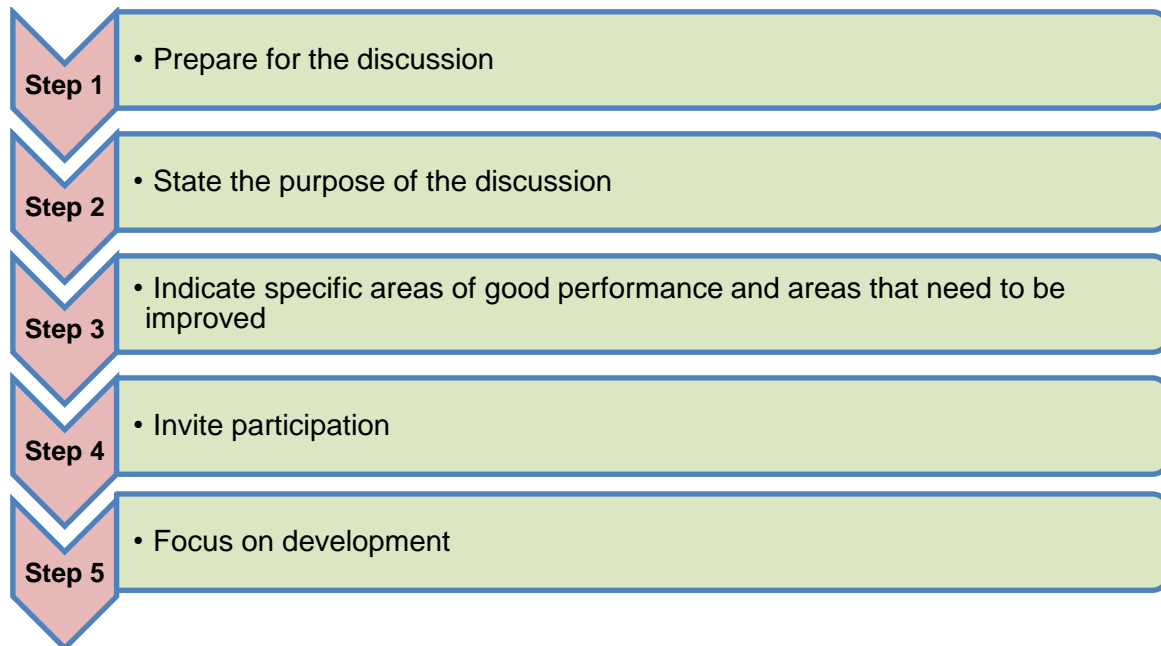 Step 1
• Prepare for the discussion
Step 2
• State the purpose of the discussion
Step 3
• Indicate specific areas of good performance and areas that need to be
improved
Step 4
• Invite participation
Step 5
• Focus on development